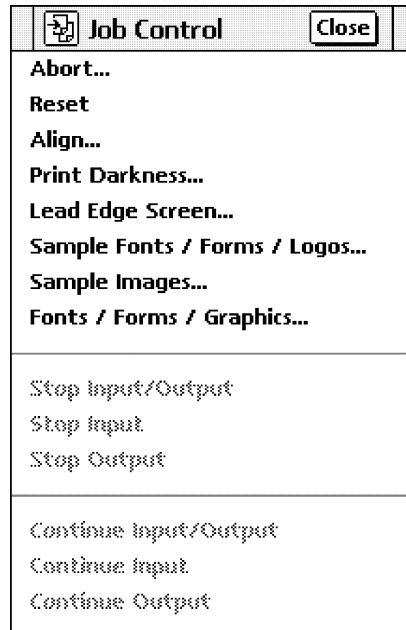 Job Control
Close
Abort...
Reset
Align...
Print Darkness...
Lead Edge Screen...
Sample Fonts / Forms / Logos...
Sample Images...
Fonts / Forms / Graphics...
Stop Input/Output
Stop Input
Stop Output
Continue Input/Output
Continue Input
Continue Output